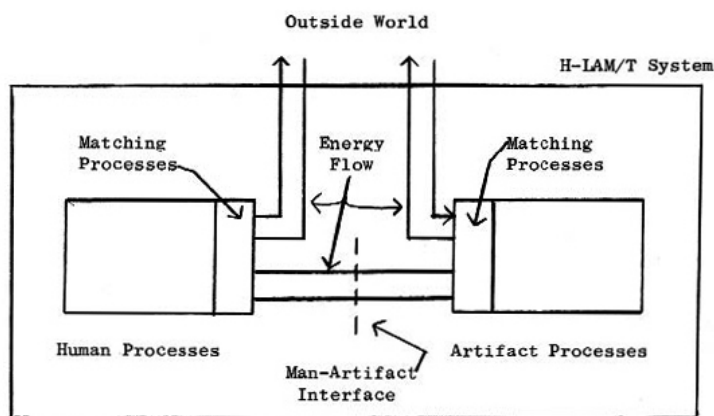 Outside World
H-LAM/T System
Matching
Processes
Energy
Flow
Matching
Processes
Human Processes
Man-Artifact
Interface
Artifact Processes